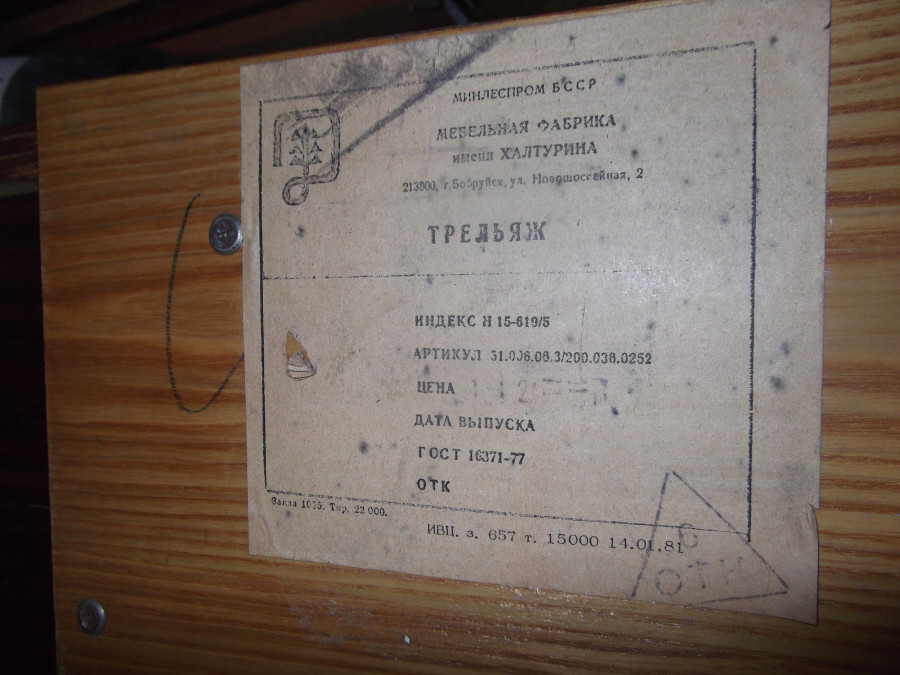 МИНЛЕСПРОМ БССР
МЕБЕЛЬНАЯ ФАБРИКА
имени ХАЛТУРИНА
213800, г. Бобруйск, ул. Новошоссейная, 2
ТРЕЛЬЯЖ
ИНДЕКС Н 15-619/5
АРТИКУЛ 51.036.08.3/200.038.0252
ЦЕНА
ДАТА ВЫПУСКА
ГОСТ 16371-77
ОТК
Заказ Тир. 22 000.
ИВЦ. з. 657 т. 15000 14.01.81
6
ОТК